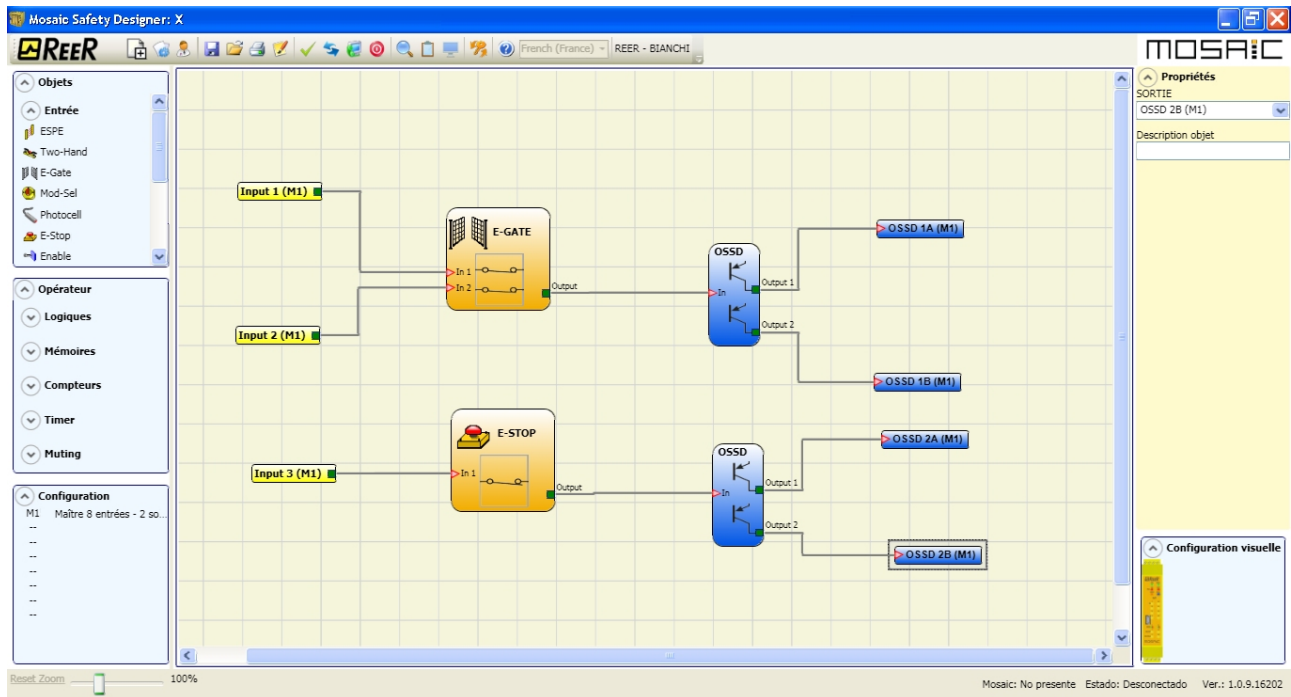 Mosaic Safety Designer: X
REER
French (France)
REER - BIANCHI
MOSAIC
Objets
Entrée
ESPE
Two-Hand
E-Gate
Mod-Sel
Photocell
E-Stop
Enable
Opérateur
Logiques
Mémoires
Compteurs
Timer
Muting
Configuration
M1 Maître 8 entrées - 2 so...
--
--
--
--
--
--
--
Input 1 (M1)
Input 2 (M1)
E-GATE
In 1
In 2
Output
OSSD
In
Output 1
Output 2
OSSD 1A (M1)
OSSD 1B (M1)
Input 3 (M1)
E-STOP
In 1
Output
OSSD
In
Output 1
Output 2
OSSD 2A (M1)
OSSD 2B (M1)
Propriétés
SORTIE
OSSD 2B (M1)
Description objet
Configuration visuelle
Reset Zoom
100%
Mosaic: No presente Estado: Desconectado Ver.: 1.0.9.16202